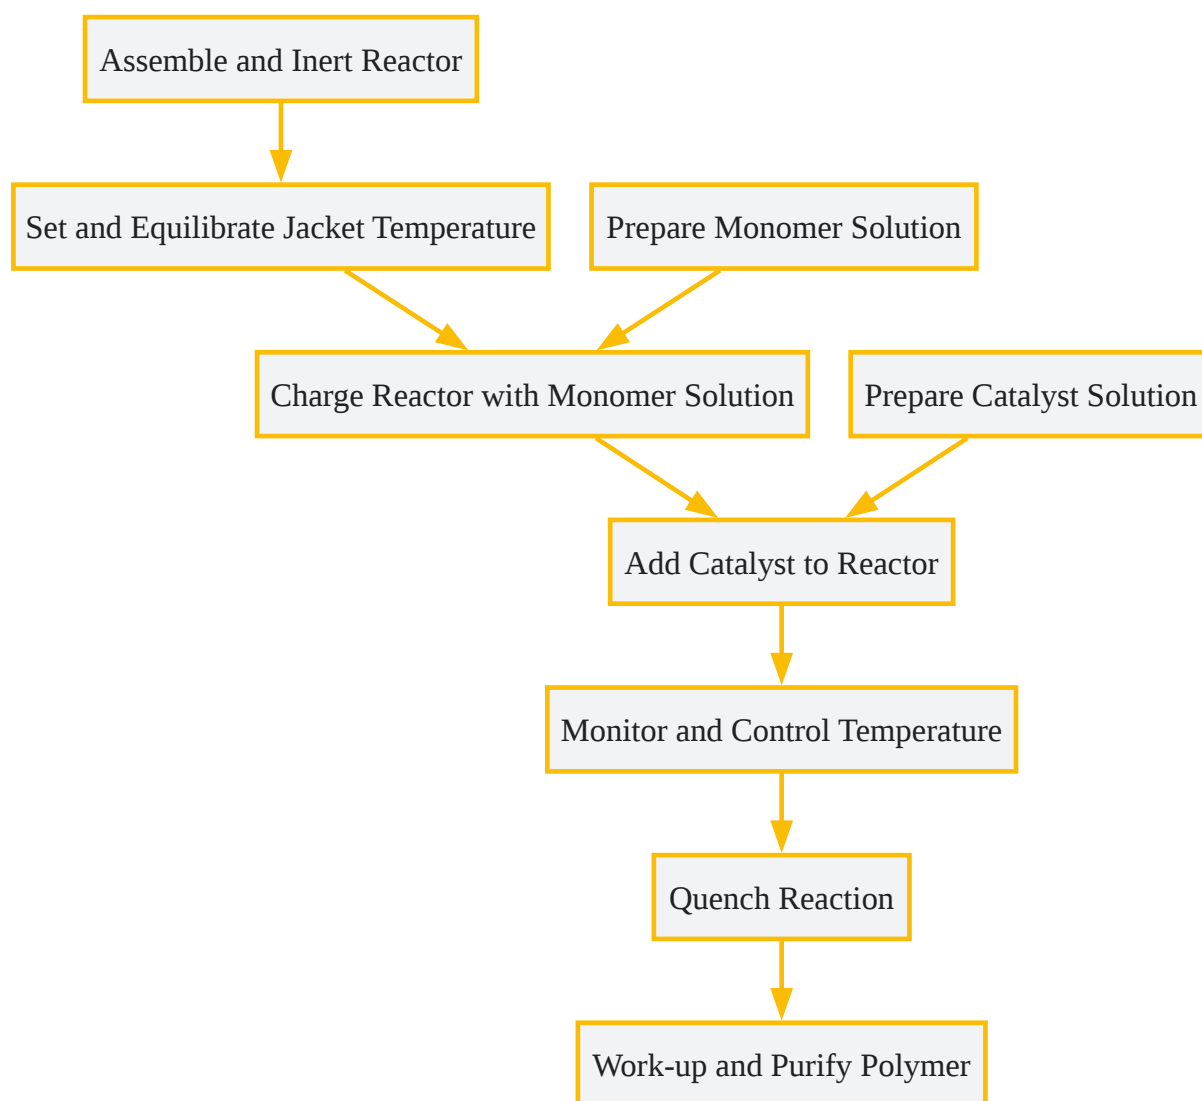 Assemble and Inert Reactor
Set and Equilibrate Jacket Temperature
Prepare Monomer Solution
Charge Reactor with Monomer Solution
Prepare Catalyst Solution
Add Catalyst to Reactor
Monitor and Control Temperature
Quench Reaction
Work-up and Purify Polymer